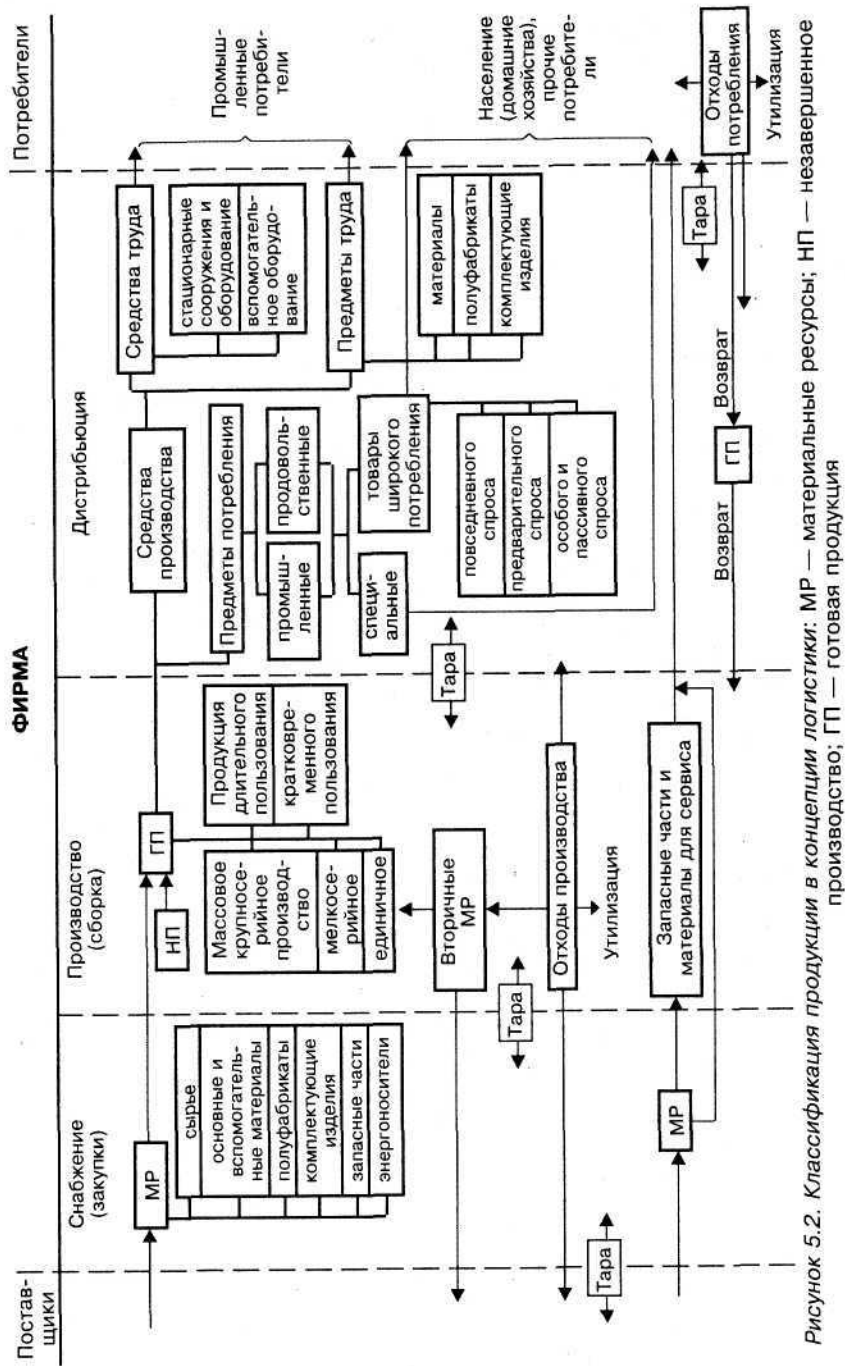 ФИРМА
Постав-
щики
Снабжение
(закупки)
Производство
(сборка)
Дистрибьюция
Потребители
МР
сырье
основные и
вспомогатель-
ные материалы
полуфабрикаты
комплектующие
изделия
запасные части
энергоносители
НП
ГП
Массовое
крупносе-
рийное
производ-
ство
мелкосе-
рийное
единичное
Продукция
длительного
пользования
кратковре-
менного
пользования
Средства
производства
Средства труда
стационарные
сооружения и
оборудование
вспомогатель-
ное оборудо-
вание
Предметы труда
материалы
полуфабрикаты
комплектующие
изделия
Предметы потребления
промыш-
ленные
продоволь-
ственные
специ-
альные
товары
широкого
потребления
повседневного
спроса
предварительного
спроса
особого и
пассивного
спроса
Промыш-
ленные
потреби-
тели
Население
(домашние
хозяйства),
прочие
потребите-
ли
Вторичные
МР
Тара
Тара
Отходы производства
Утилизация
Тара
МР
Запасные части и
материалы для сервиса
Возврат
ГП
Возврат
Тара
Отходы
потребления
Утилизация
Рисунок 5.2. Классификация продукции в концепции логистики: МР — материальные ресурсы; НП — незавершенное
производство; ГП — готовая продукция